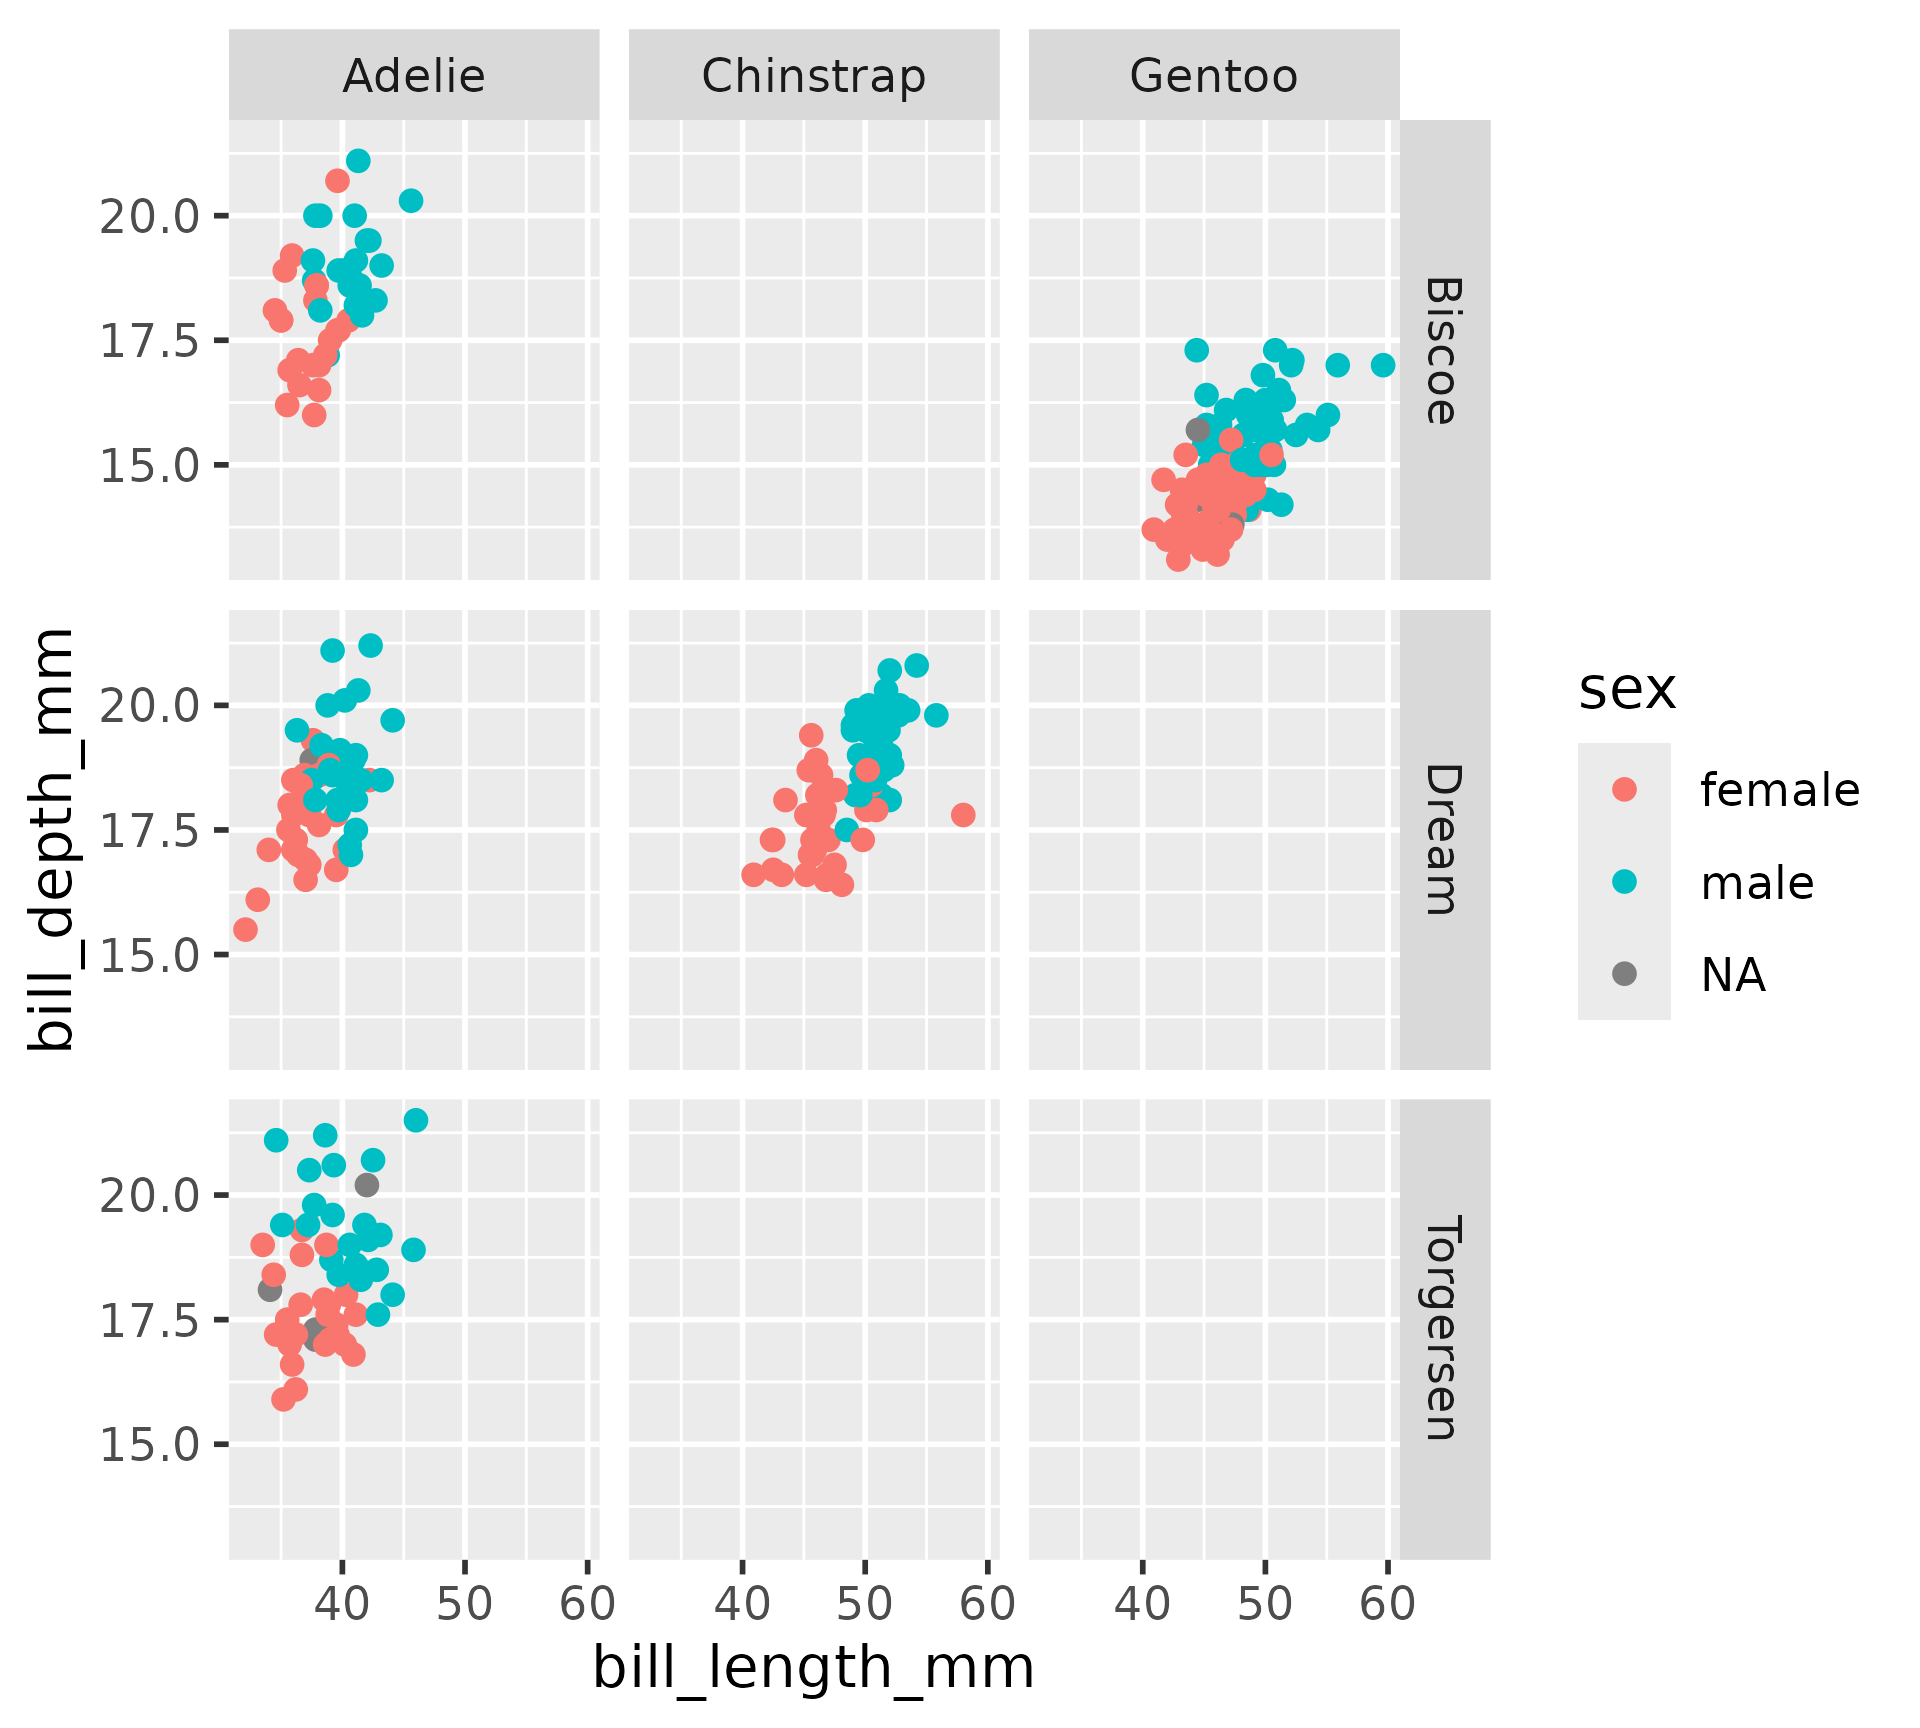 Adelie Chinstrap Gentoo
20.0
17.5
15.0
Biscoe
bill_depth_mm
20.0
17.5
15.0
Dream
sex
female
male
NA
20.0
17.5
15.0
Torgersen
40 50 60 40 50 60 40 50 60
bill_length_mm